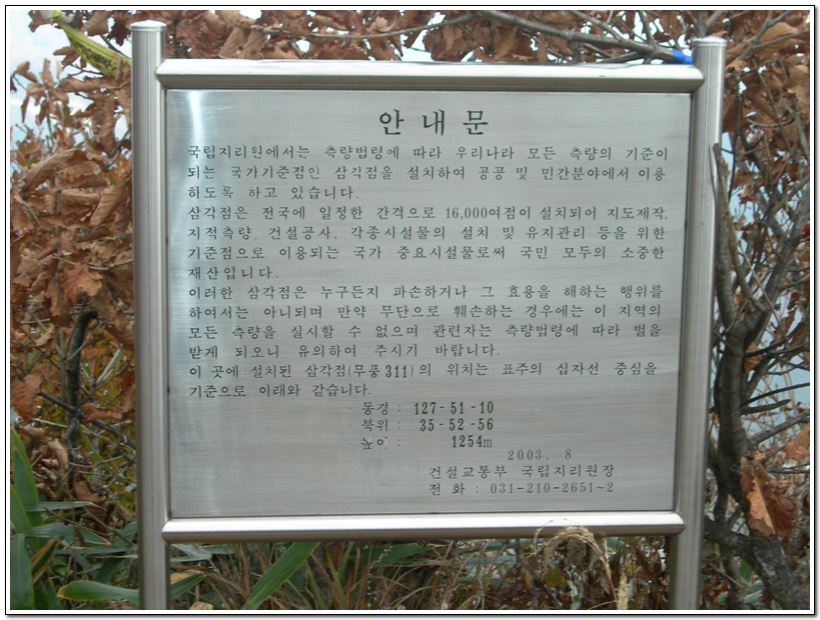 안 내 문
국립지리원에서는 측량법령에 따라 우리나라 모든 측량의 기준이
되는 국가기준점인 삼각점을 설치하여 공공 및 민간분야에서 이용
하도록 하고 있습니다.
삼각점은 전국에 일정한 간격으로 16,000여점이 설치되어 지도제작,
지적측량, 건설공사, 각종시설물의 설치 및 유지관리 등을 위한
기준점으로 이용되는 국가 중요시설물로써 국민 모두의 소중한
재산입니다.
이러한 삼각점은 누구든지 파손하거나 그 효용을 해하는 행위를
하여서는 아니되며 만약 무단으로 훼손하는 경우에는 이 지역의
모든 측량을 실시할 수 없으며 관련자는 측량법령에 따라 벌을
받게 되오니 유의하여 주시기 바랍니다.
이 곳에 설치된 삼각점(무풍311)의 위치는 표주의 십자선 중심을
기준으로 이래와 같습니다.
· 동경 : 127-51-10
· 북위 : 35-52-56
· 높이 : 1254m
2003. 8
건설교통부 국립지리원장
전 화 : 031-210-2651~2